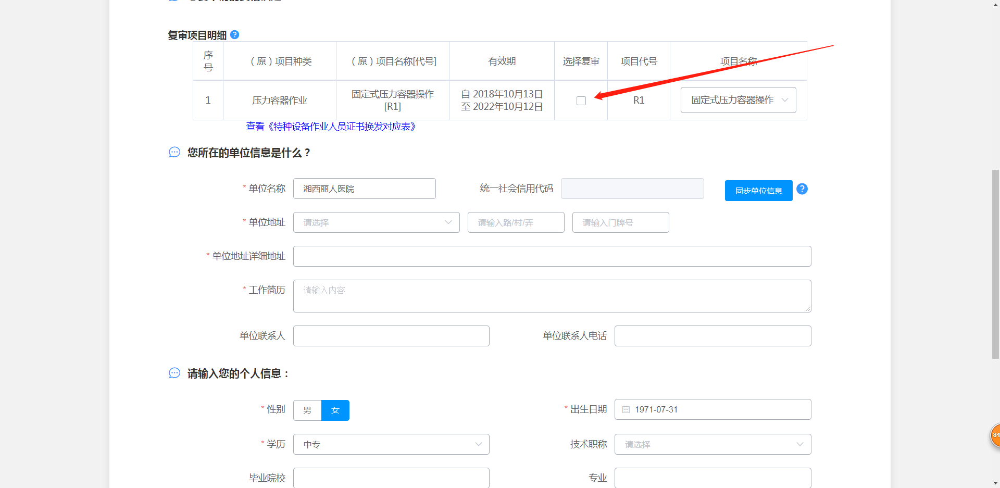 复审项目明细
序号
（原）项目种类
（原）项目名称[代号]
有效期
选择复审
项目代号
项目名称
1
压力容器作业
固定式压力容器操作
[R1]
自 2018年10月13日
至 2022年10月12日
R1
固定式压力容器操作
查看《特种设备作业人员证书换发对应表》
您所在的单位信息是什么？
* 单位名称
湘西丽人医院
统一社会信用代码
同步单位信息
* 单位地址
请选择
请输入路/村/弄
请输入门牌号
* 单位地址详细地址
* 工作简历
请输入内容
单位联系人
单位联系人电话
请输入您的个人信息：
* 性别
男
女
* 出生日期
1971-07-31
* 学历
中专
技术职称
请选择
毕业院校
专业
84